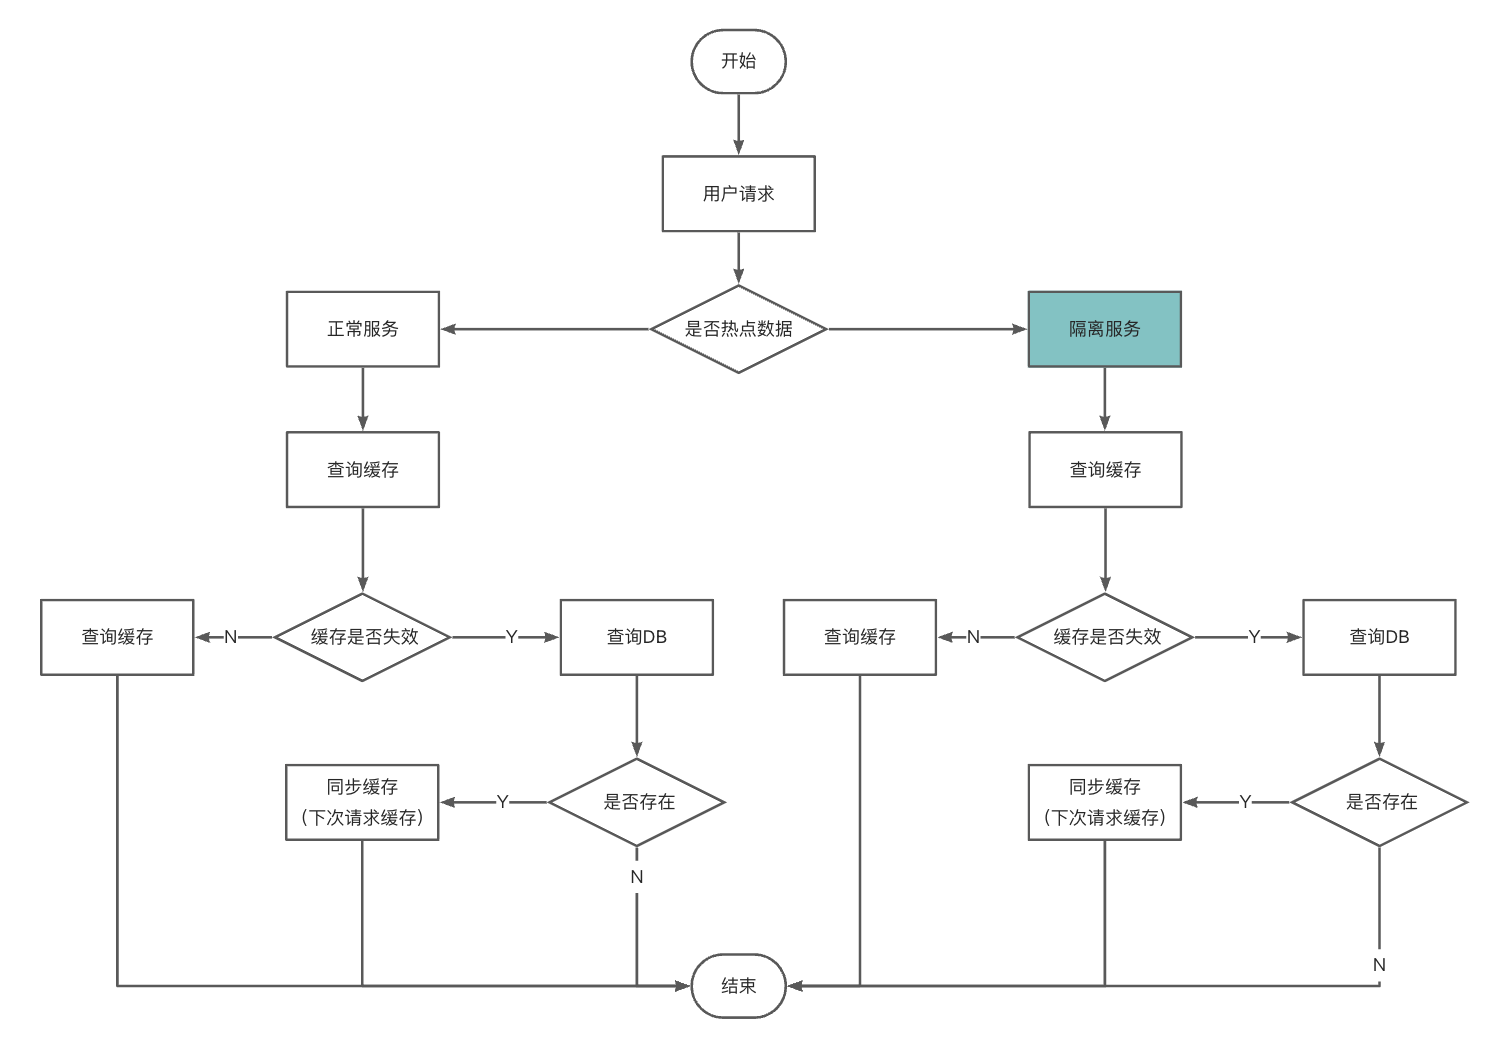 开始
用户请求
正常服务
是否热点数据
隔离服务
查询缓存
查询缓存
查询缓存
N
缓存是否失效
Y
查询DB
查询缓存
N
缓存是否失效
Y
查询DB
同步缓存
（下次请求缓存）
Y
是否存在
同步缓存
（下次请求缓存）
Y
是否存在
N
N
结束